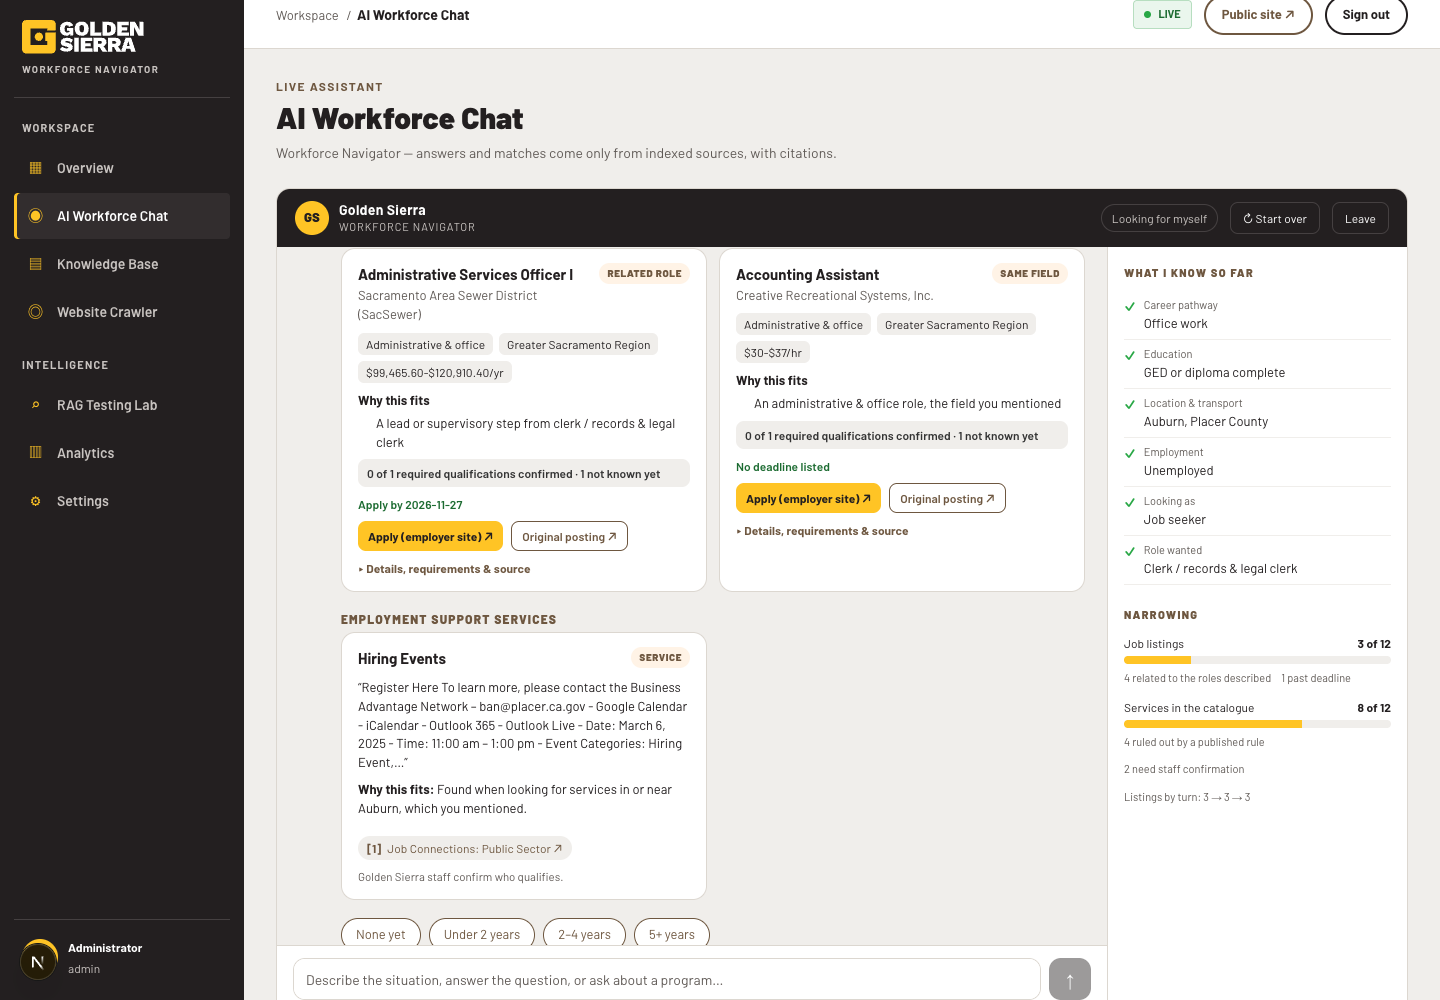 GOLDEN
SIERRA
WORKFORCE NAVIGATOR
WORKSPACE
Overview
AI Workforce Chat
Knowledge Base
Website Crawler
INTELLIGENCE
RAG Testing Lab
Analytics
Settings
N
Administrator
admin
Workspace / AI Workforce Chat
LIVE
Public site ↗
Sign out
LIVE ASSISTANT
AI Workforce Chat
Workforce Navigator — answers and matches come only from indexed sources, with citations.
GS
Golden Sierra
WORKFORCE NAVIGATOR
Looking for myself
↻ Start over
Leave
Administrative Services Officer I
RELATED ROLE
Sacramento Area Sewer District
(SacSewer)
Administrative & office
Greater Sacramento Region
$99,465.60-$120,910.40/yr
Why this fits
A lead or supervisory step from clerk / records & legal
clerk
0 of 1 required qualifications confirmed · 1 not known yet
Apply by 2026-11-27
Apply (employer site) ↗
Original posting ↗
▸ Details, requirements & source
Accounting Assistant
SAME FIELD
Creative Recreational Systems, Inc.
Administrative & office
Greater Sacramento Region
$30-$37/hr
Why this fits
An administrative & office role, the field you mentioned
0 of 1 required qualifications confirmed · 1 not known yet
No deadline listed
Apply (employer site) ↗
Original posting ↗
▸ Details, requirements & source
EMPLOYMENT SUPPORT SERVICES
Hiring Events
SERVICE
“Register Here To learn more, please contact the Business
Advantage Network – ban@placer.ca.gov - Google Calendar
- iCalendar - Outlook 365 - Outlook Live - Date: March 6,
2025 - Time: 11:00 am – 1:00 pm - Event Categories: Hiring
Event,…”
Why this fits: Found when looking for services in or near
Auburn, which you mentioned.
[1] Job Connections: Public Sector ↗
Golden Sierra staff confirm who qualifies.
None yet
Under 2 years
2–4 years
5+ years
Describe the situation, answer the question, or ask about a program...
↑
WHAT I KNOW SO FAR
Career pathway
Office work
Education
GED or diploma complete
Location & transport
Auburn, Placer County
Employment
Unemployed
Looking as
Job seeker
Role wanted
Clerk / records & legal clerk
NARROWING
Job listings
3 of 12
4 related to the roles described
1 past deadline
Services in the catalogue
8 of 12
4 ruled out by a published rule
2 need staff confirmation
Listings by turn: 3 → 3 → 3